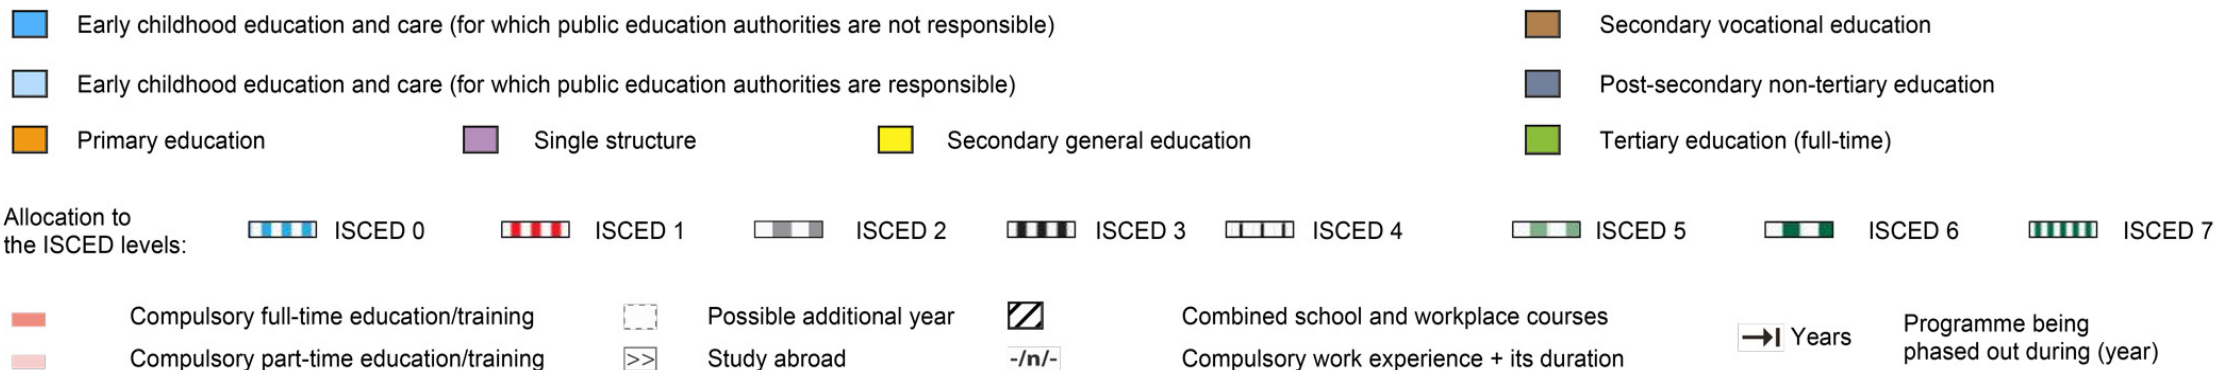 Early childhood education and care (for which public education authorities are not responsible)
Secondary vocational education
Early childhood education and care (for which public education authorities are responsible)
Post-secondary non-tertiary education
Primary education
Single structure
Secondary general education
Tertiary education (full-time)
Allocation to
the ISCED levels:
ISCED 0
ISCED 1
ISCED 2
ISCED 3
ISCED 4
ISCED 5
ISCED 6
ISCED 7
Compulsory full-time education/training
Possible additional year
Combined school and workplace courses
Years
Programme being
phased out during (year)
Compulsory part-time education/training
>>
Study abroad
-/n/-
Compulsory work experience + its duration